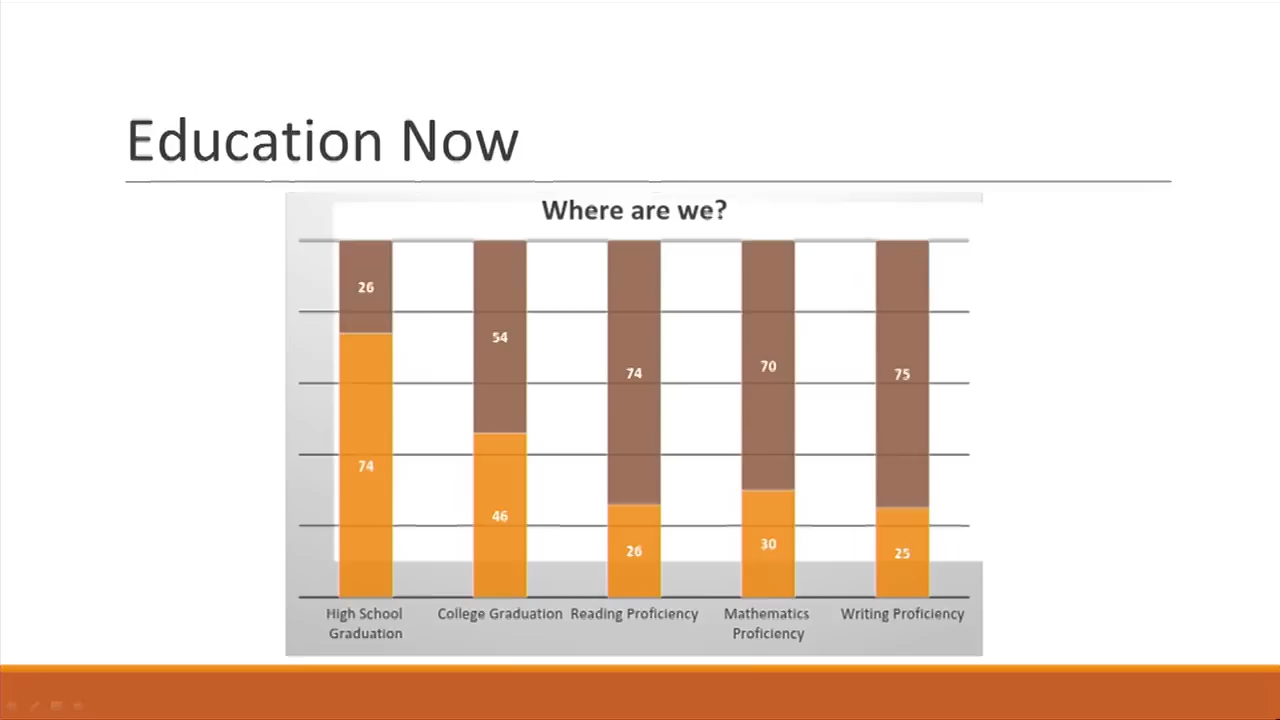 Education Now
Where are we?
26
54
74
70
75
74
46
26
30
25
High School Graduation
College Graduation
Reading Proficiency
Mathematics Proficiency
Writing Proficiency